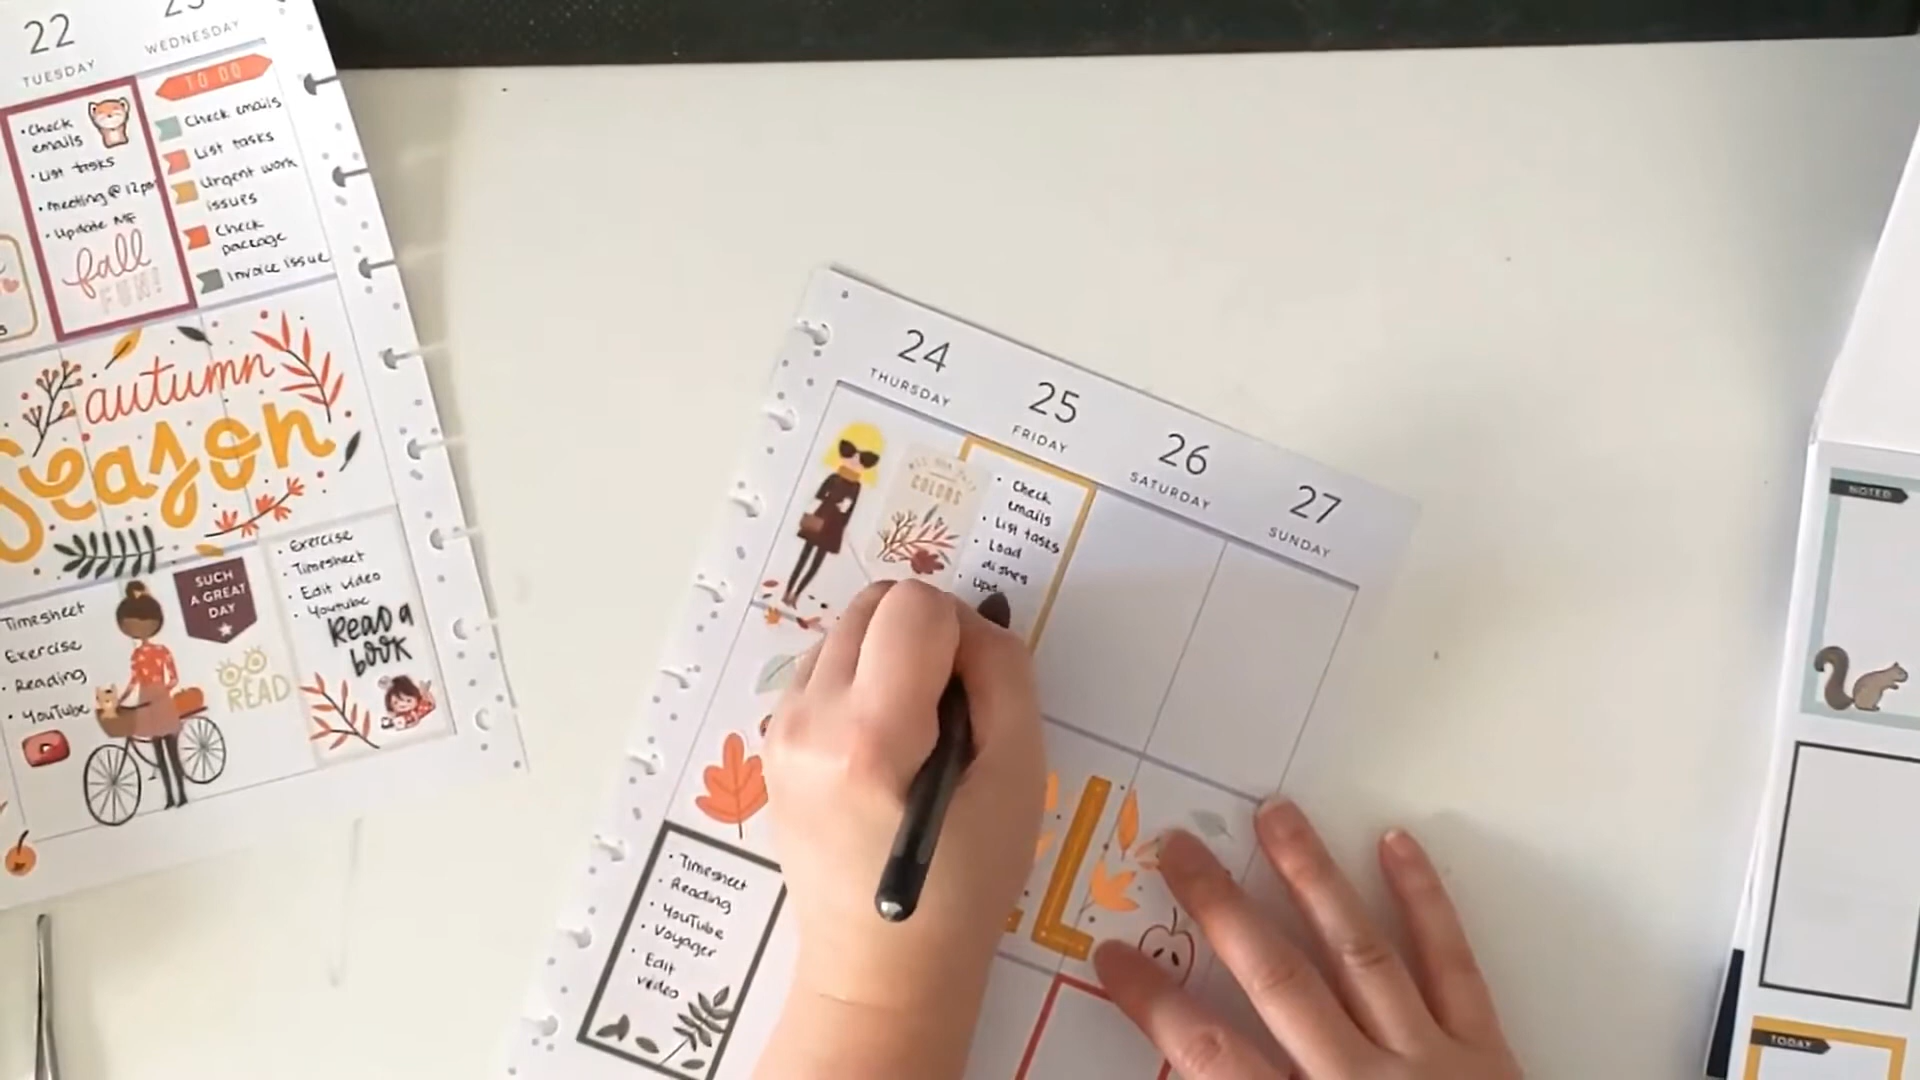 22
TUESDAY
WEDNESDAY
• Check
emails
• List tasks
• Meeting @ 12pm
• Update MF
fall
FUN!
TO DO
Check emails
List tasks
Urgent work
issues
Check
package
Invoice issue
autumn
Season
Timesheet
Exercise
• Reading
• YouTube
SUCH
A GREAT
DAY
READ
• Exercise
• Timesheet
• Edit video
• Youtube
Read a
book
24
THURSDAY
25
FRIDAY
26
SATURDAY
27
SUNDAY
COLORS
• Check
emails
• List tasks
• Load
dishes
• Upd
L
• Timesheet
• Reading
• YouTube
• Voyager
• Edit
video
NOTED
TODAY